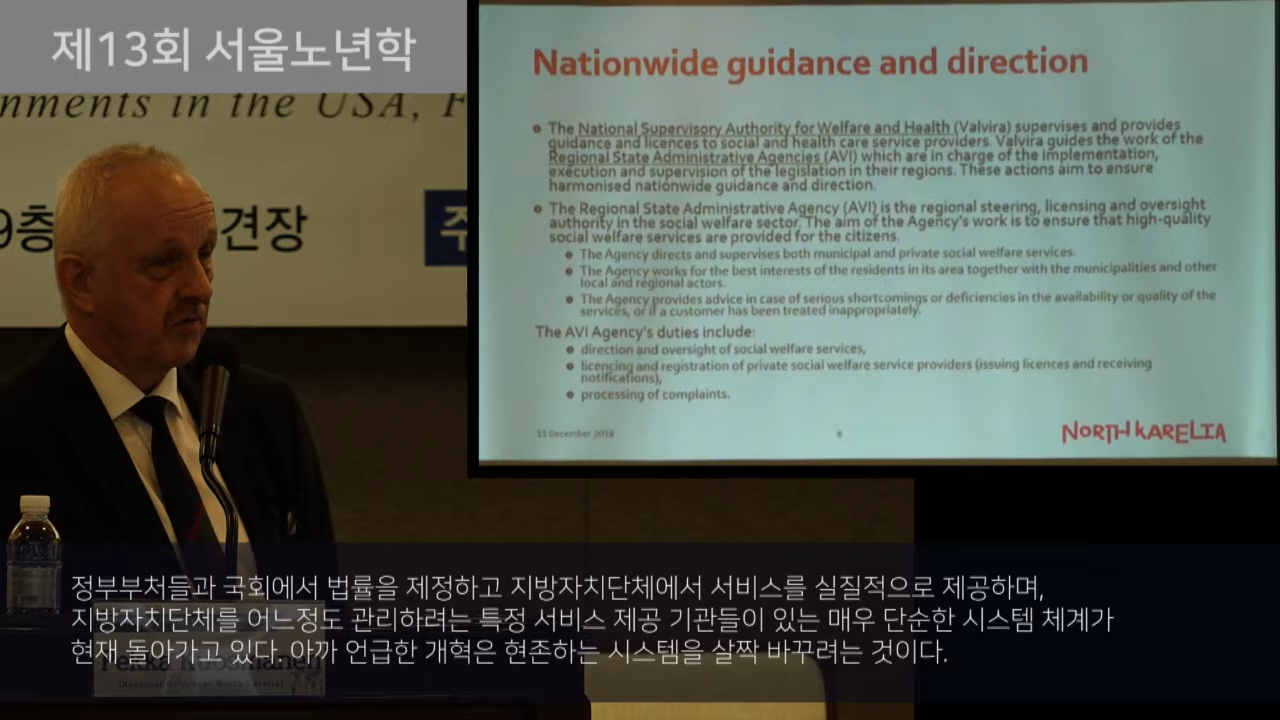 제13회 서울노년학
nments in the USA, F
9층
견장
주
Nationwide guidance and direction
The National Supervisory Authority for Welfare and Health (Valvira) supervises and provides
guidance and licences to social and health care service providers. Valvira guides the work of the
Regional State Administrative Agencies (AVI) which are in charge of the implementation,
execution and supervision of the legislation in their regions. These actions aim to ensure
harmonised nationwide guidance and direction.
The Regional State Administrative Agency (AVI) is the regional steering, licensing and oversight
authority in the social welfare sector. The aim of the Agency's work is to ensure that high-quality
social welfare services are provided for the citizens.
The Agency directs and supervises both municipal and private social welfare services.
The Agency works for the best interests of the residents in its area together with the municipalities and other
local and regional actors.
The Agency provides advice in case of serious shortcomings or deficiencies in the availability or quality of the
services, or if a customer has been treated inappropriately.
The AVI Agency's duties include:
direction and oversight of social welfare services,
licencing and registration of private social welfare service providers (issuing licences and receiving
notifications),
processing of complaints.
13 December 2018
6
NORTH KARELIA
정부부처들과 국회에서 법률을 제정하고 지방자치단체에서 서비스를 실질적으로 제공하며,
지방자치단체를 어느정도 관리하려는 특정 서비스 제공 기관들이 있는 매우 단순한 시스템 체계가
현재 돌아가고 있다. 아까 언급한 개혁은 현존하는 시스템을 살짝 바꾸려는 것이다.